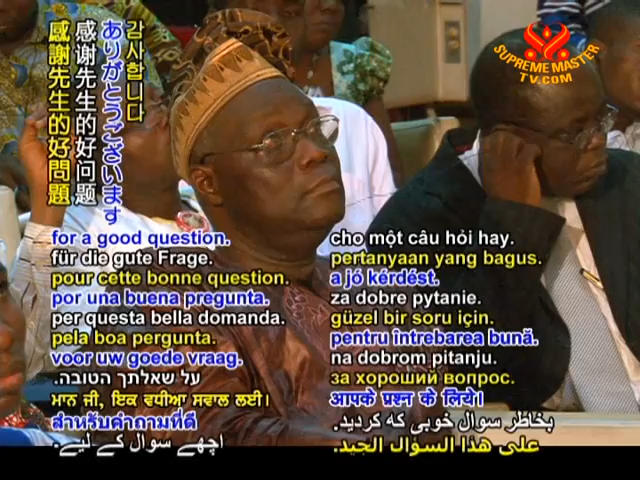 SUPREME MASTER
TV.COM
감사합니다
ありがとうございます
感谢先生的好问题
感謝先生的好問題
for a good question.
für die gute Frage.
pour cette bonne question.
por una buena pregunta.
per questa bella domanda.
pela boa pergunta.
voor uw goede vraag.
על שאלתך הטובה.
ਮਾਨ ਜੀ, ਇਕ ਵਧੀਆ ਸਵਾਲ ਲਈ।
สำหรับคำถามที่ดี
اچھے سوال کے لیے.
cho một câu hỏi hay.
pertanyaan yang bagus.
a jó kérdést.
za dobre pytanie.
güzel bir soru için.
pentru întrebarea bună.
na dobrom pitanju.
за хороший вопрос.
आपके प्रश्न के लिये।
بخاطر سوال خوبی که کردید.
على هذا السؤال الجيد.